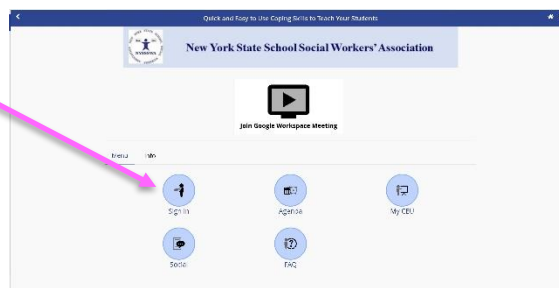 Quick and Easy to Use Coping Skills to Teach Your Students
NYSSSWA
New York State School Social Workers' Association
Join Google Workspace Meeting
Menu Info
Sign In Agenda My CEU
Social FAQ